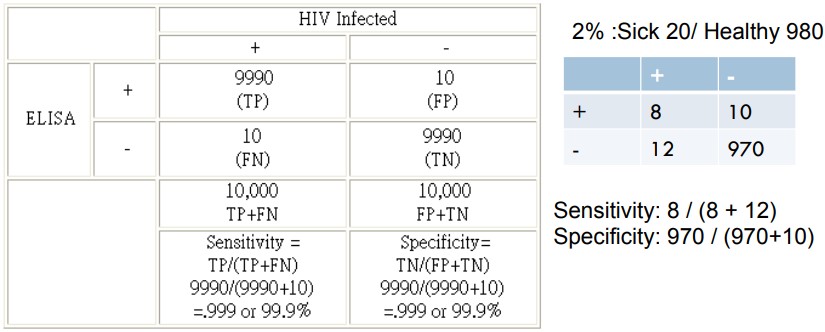 HIV Infected
+ -
ELISA
+
9990
(TP)
10
(FP)
-
10
(FN)
9990
(TN)
10,000
TP+FN
10,000
FP+TN
Sensitivity =
TP/(TP+FN)
9990/(9990+10)
=.999 or 99.9%
Specificity=
TN/(FP+TN)
9990/(9990+10)
=.999 or 99.9%
2% :Sick 20/ Healthy 980
+ -
+ 8 10
- 12 970
Sensitivity: 8 / (8 + 12)
Specificity: 970 / (970+10)